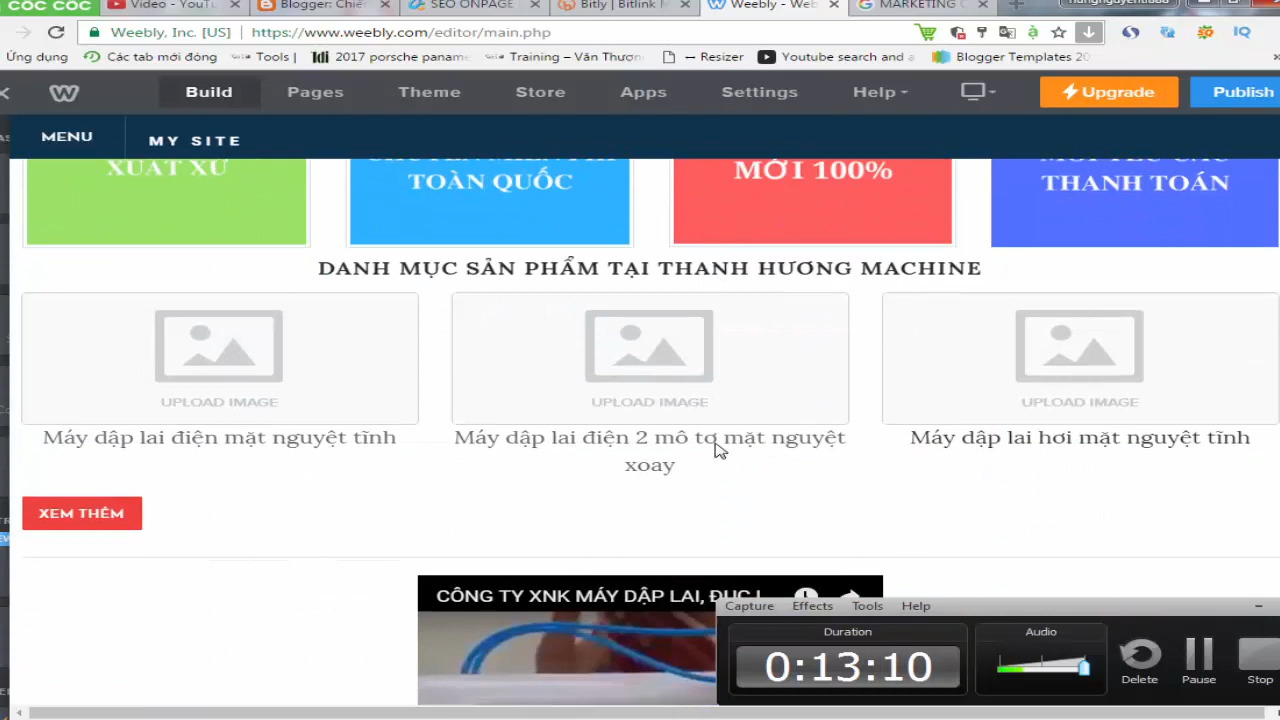 CỐC CỐC
Video - YouTu
Blogger: Chiế
SEO ONPAGE
Bitly | Bitlink M
Weebly - Web
MARKETING
Weebly, Inc. [US]
https://www.weebly.com/editor/main.php
IQ
Ứng dụng
Các tab mới đóng
Tools |
2017 porsche paname
Training – Văn Thươn
— Resizer
Youtube search and a
Blogger Templates 20
Build
Pages
Theme
Store
Apps
Settings
Help
Upgrade
Publish
MENU
MY SITE
XUẤT XỨ
TOÀN QUỐC
MỚI 100%
THANH TOÁN
DANH MỤC SẢN PHẨM TẠI THANH HƯƠNG MACHINE
UPLOAD IMAGE
UPLOAD IMAGE
UPLOAD IMAGE
Máy dập lai điện mặt nguyệt tĩnh
Máy dập lai điện 2 mô tơ mặt nguyệt
xoay
Máy dập lai hơi mặt nguyệt tĩnh
XEM THÊM
CÔNG TY XNK MÁY DẬP LAI, ĐỤC L
Capture
Effects
Tools
Help
Duration
Audio
0:13:10
Delete
Pause
Stop